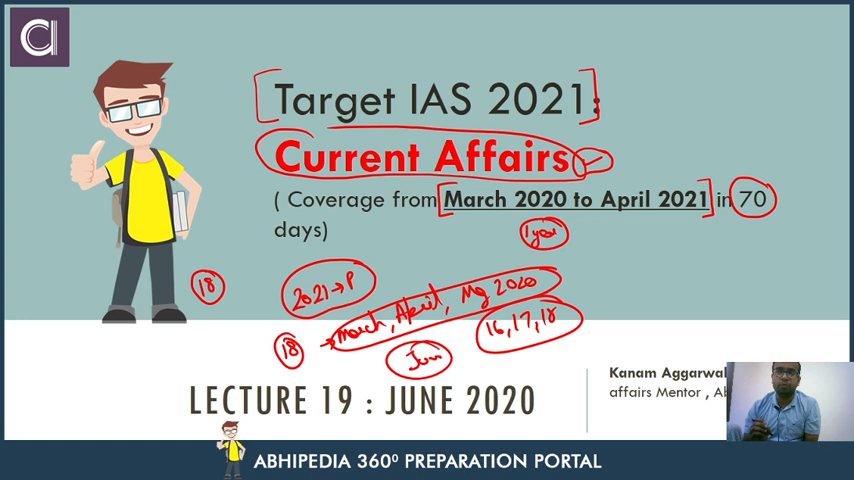 Target IAS 2021:
Current Affairs
( Coverage from March 2020 to April 2021 in 70
days)
1 year
18
2021→P
18 → March, April, May 2020
16, 17, 18
Jun
LECTURE 19 : JUNE 2020
Kanam Aggarwal
affairs Mentor , Ab
ABHIPEDIA 360⁰ PREPARATION PORTAL